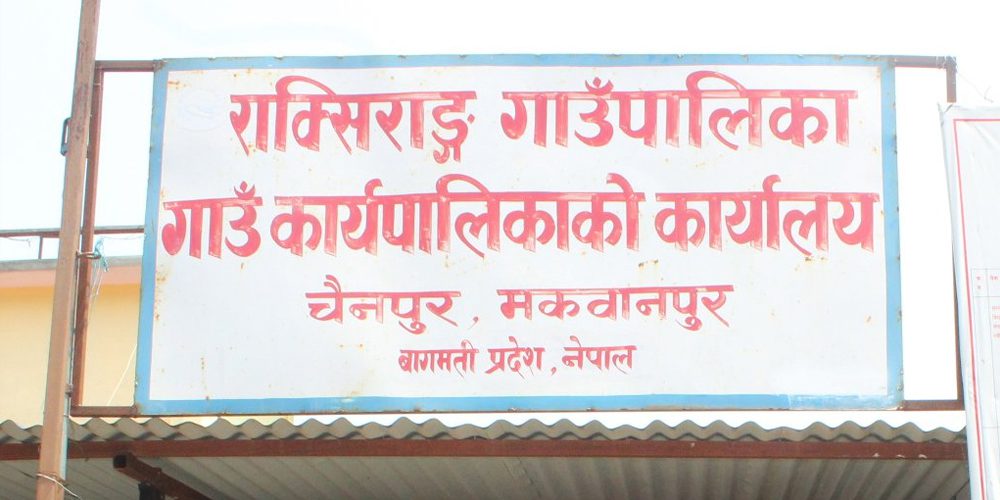 राक्सिराङ्ग गाउँपालिका
गाउँ कार्यपालिकाको कार्यालय
चैनपुर, मकवानपुर
बागमती प्रदेश, नेपाल